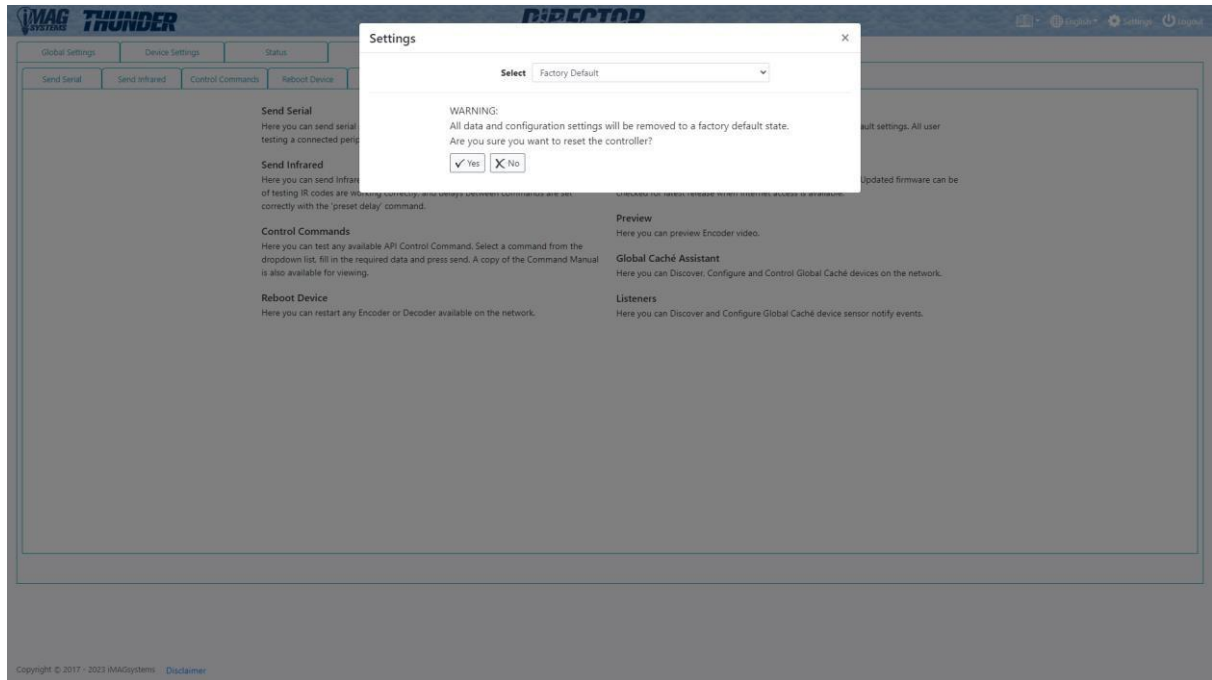 iMAG SYSTEMS THUNDER
DIRECTOR
English
Settings
Logout
Global Settings
Device Settings
Status
Send Serial
Send Infrared
Control Commands
Reboot Device
Settings
×
Select
Factory Default
WARNING:
All data and configuration settings will be removed to a factory default state.
Are you sure you want to reset the controller?
Yes
No
Send Serial
Here you can send serial
testing a connected perip
Send Infrared
Here you can send Infrare
of testing IR codes are working correctly, and delays between commands are set
correctly with the 'preset delay' command.
Control Commands
Here you can test any available API Control Command. Select a command from the
dropdown list, fill in the required data and press send. A copy of the Command Manual
is also available for viewing.
Reboot Device
Here you can restart any Encoder or Decoder available on the network.
ault settings. All user
Updated firmware can be
checked for latest release when internet access is available.
Preview
Here you can preview Encoder video.
Global Caché Assistant
Here you can Discover, Configure and Control Global Caché devices on the network.
Listeners
Here you can Discover and Configure Global Caché device sensor notify events.
Copyright © 2017 - 2023 iMAGsystems
Disclaimer